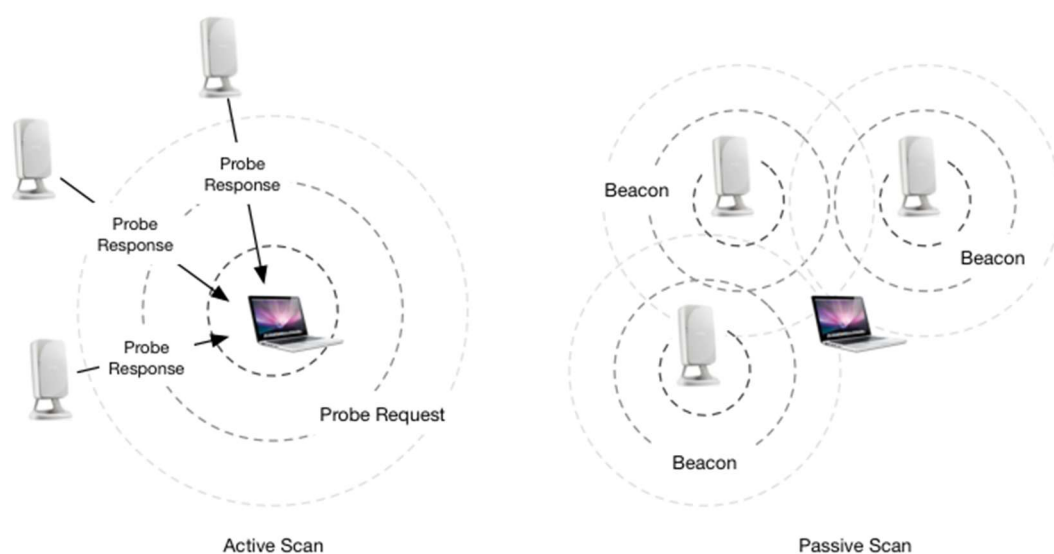 Probe
Response
Probe
Response
Probe
Response
Probe Request
Active Scan
Beacon
Beacon
Beacon
Passive Scan